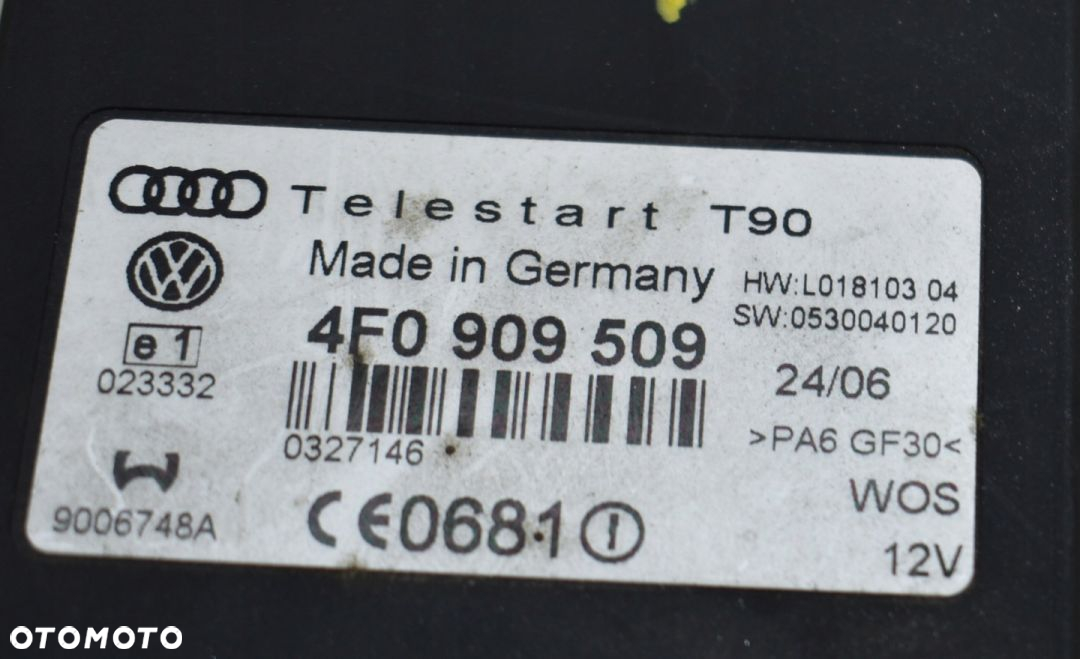 Telestart T90
Made in Germany
HW:L018103 04
SW:0530040120
4F0 909 509
e 1
023332
24/06
0327146
>PA6 GF30<
WOS
9006748A
CE0681
12V
OTOMOTO